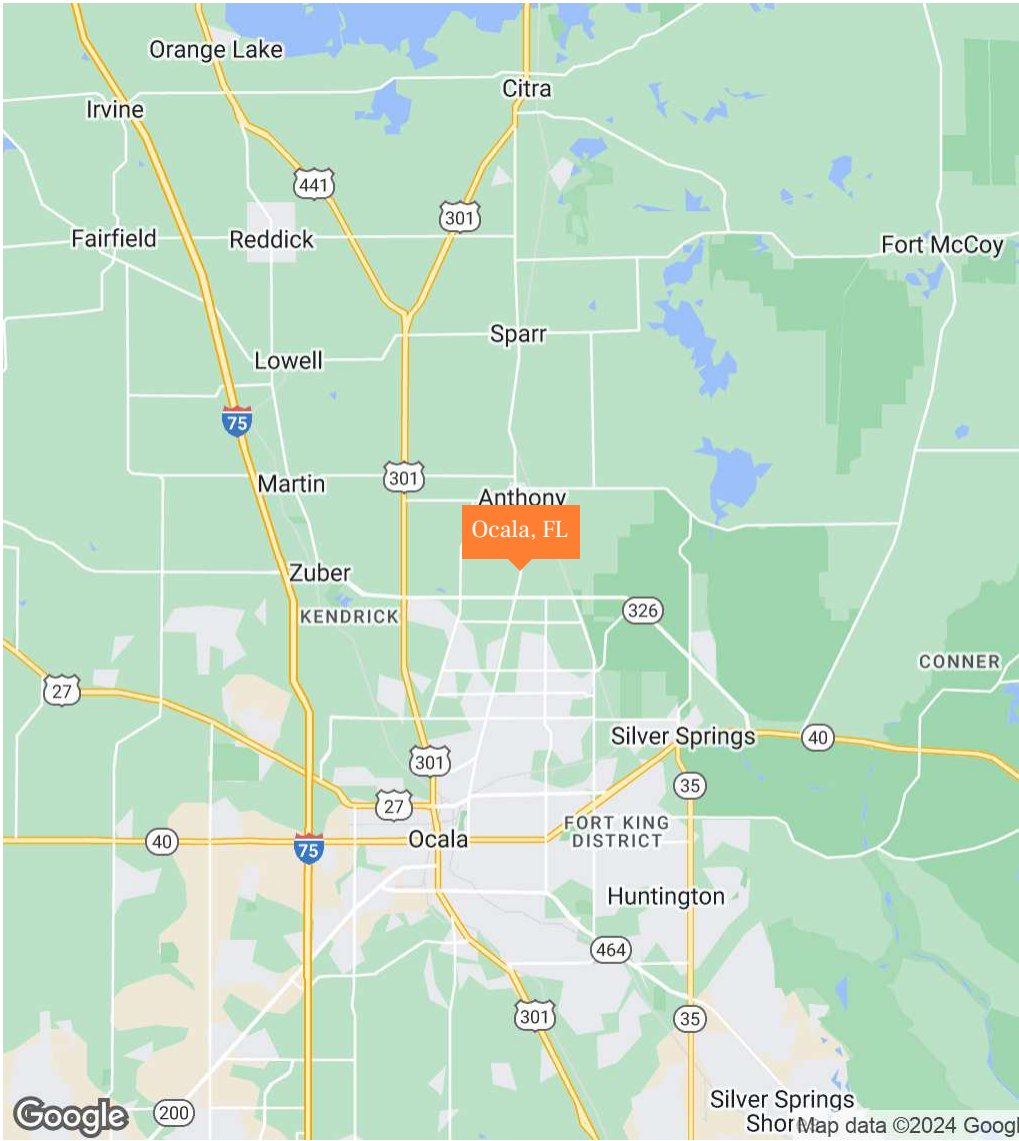 Orange Lake
Citra
Irvine
441
301
Fairfield
Reddick
Fort McCoy
Sparr
Lowell
75
Martin
301
Anthony
Ocala, FL
Zuber
326
KENDRICK
CONNER
27
Silver Springs
40
301
35
27
FORT KING
DISTRICT
40
Ocala
75
Huntington
464
301
35
Silver Springs
Google
200
Map data ©2024 Googl